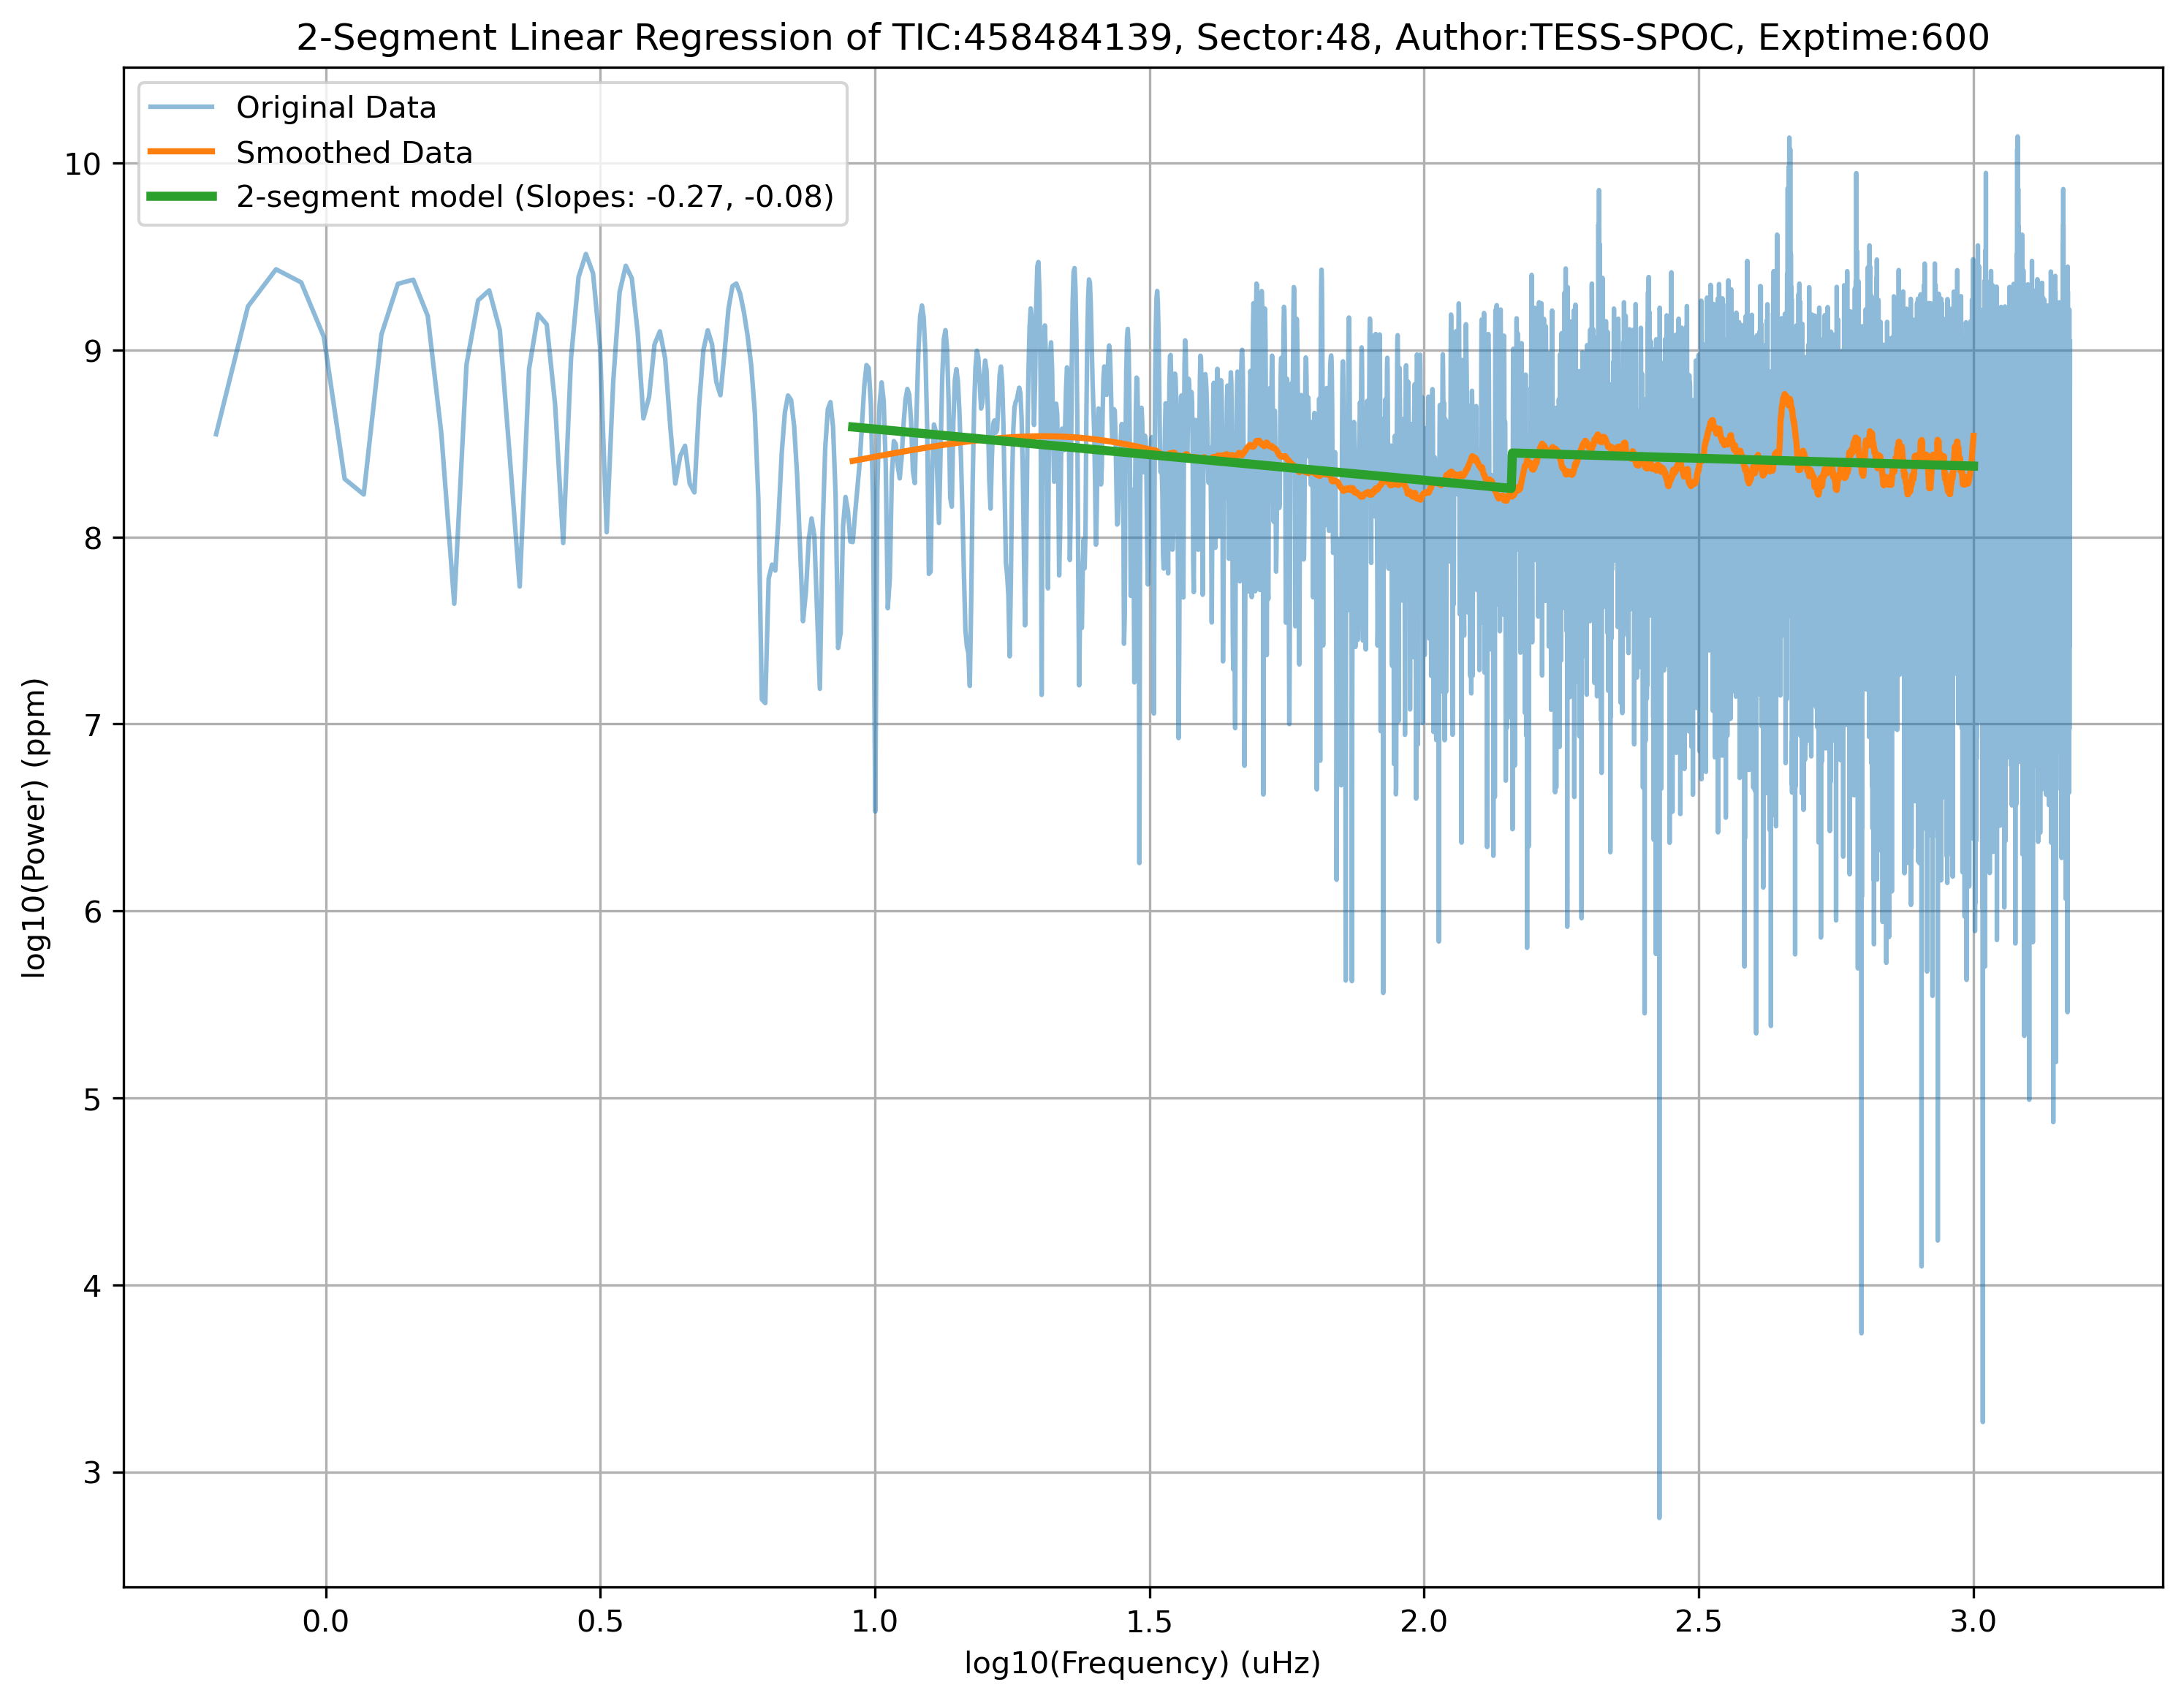 2-Segment Linear Regression of TIC:458484139, Sector:48, Author:TESS-SPOC, Exptime:600
Original Data
Smoothed Data
2-segment model (Slopes: -0.27, -0.08)
10
9
8
7
6
5
4
3
log10(Power) (ppm)
0.0 0.5 1.0 1.5 2.0 2.5 3.0
log10(Frequency) (uHz)